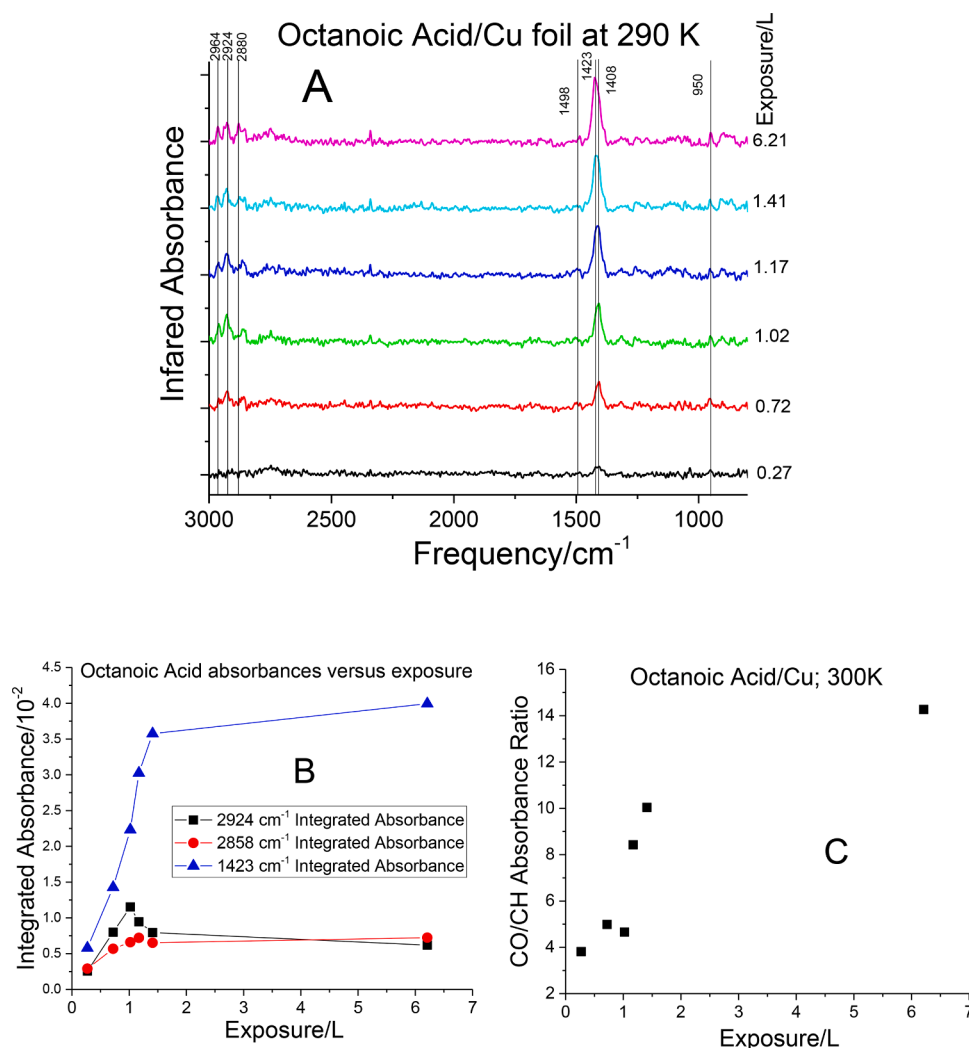 Octanoic Acid/Cu foil at 290 K
A
2964
2924
2880
1498
1423
1408
950
Exposure/L
6.21
1.41
1.17
1.02
0.72
0.27
Infared Absorbance
3000 2500 2000 1500 1000
Frequency/cm⁻¹
Octanoic Acid absorbances versus exposure
B
2924 cm⁻¹ Integrated Absorbance
2858 cm⁻¹ Integrated Absorbance
1423 cm⁻¹ Integrated Absorbance
Integrated Absorbance/10⁻²
4.5
4.0
3.5
3.0
2.5
2.0
1.5
1.0
0.5
0.0
0 1 2 3 4 5 6 7
Exposure/L
Octanoic Acid/Cu; 300K
C
CO/CH Absorbance Ratio
16
14
12
10
8
6
4
2
0 1 2 3 4 5 6 7
Exposure/L